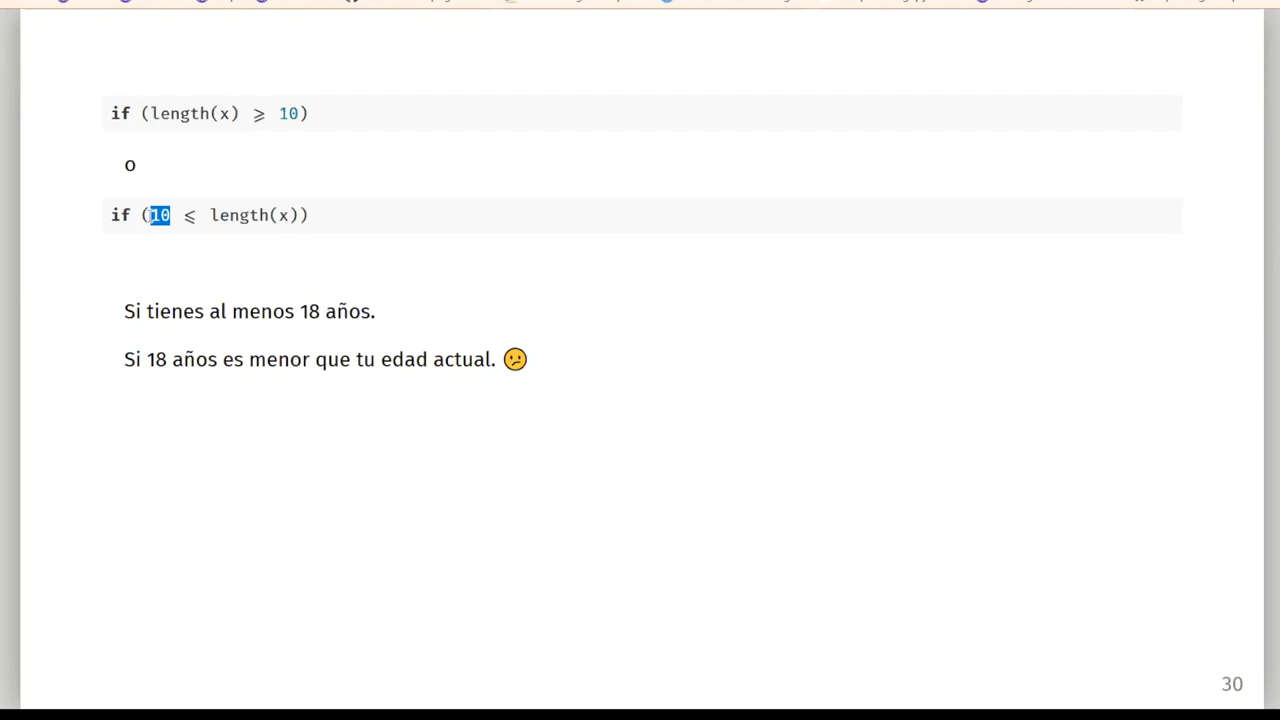 if (length(x) ⩾ 10)
o
if (10 ⩽ length(x))
Si tienes al menos 18 años.
Si 18 años es menor que tu edad actual. 😕
30